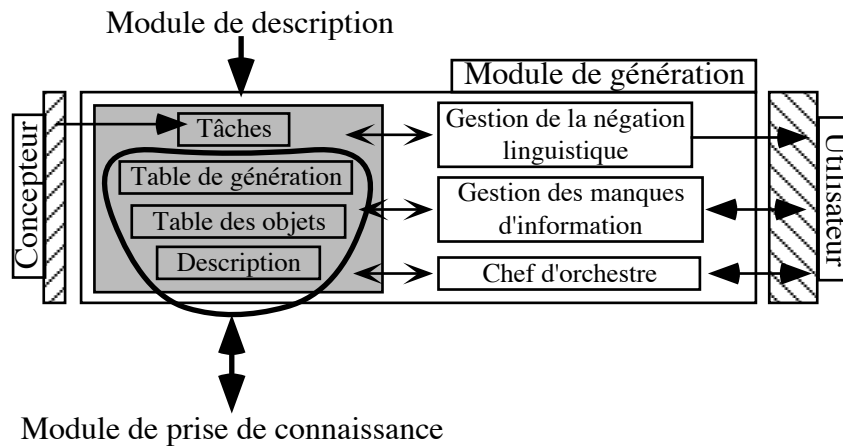 Module de description
Module de génération
Concepteur
Tâches
Table de génération
Table des objets
Description
Gestion de la négation
linguistique
Gestion des manques
d'information
Chef d'orchestre
Utilisateur
Module de prise de connaissance